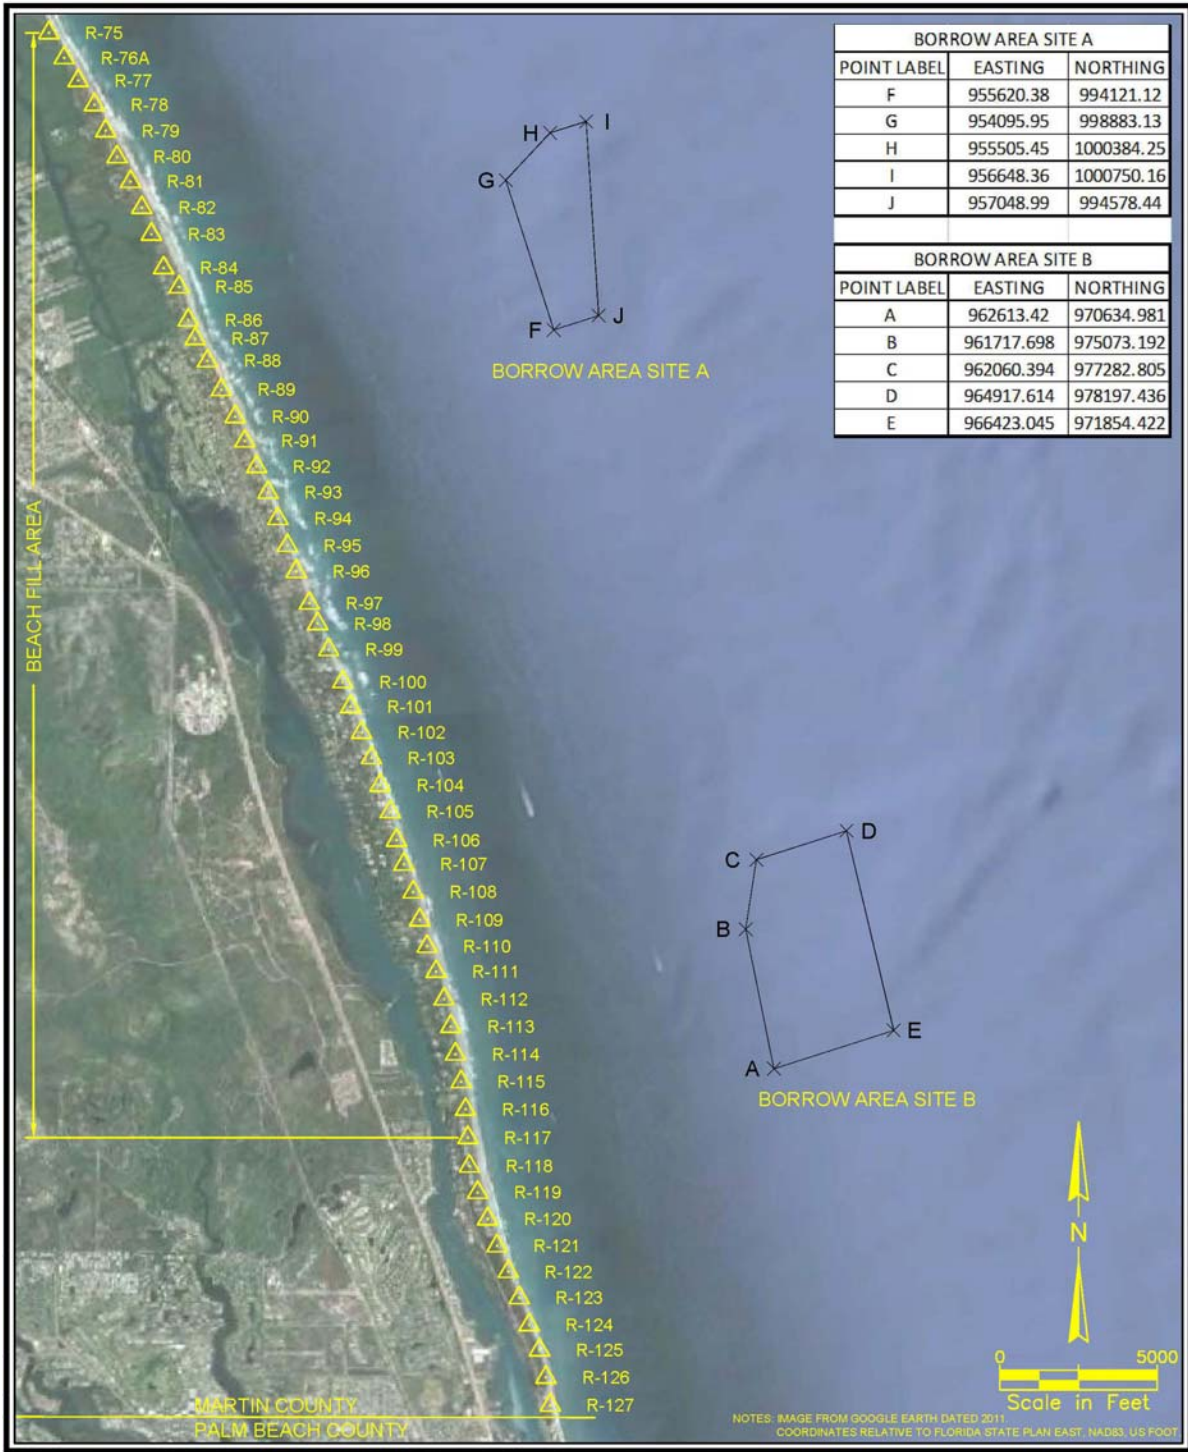 R-75
R-76A
R-77
R-78
R-79
R-80
R-81
R-82
R-83
R-84
R-85
R-86
R-87
R-88
R-89
R-90
R-91
R-92
R-93
R-94
R-95
R-96
R-97
R-98
R-99
R-100
R-101
R-102
R-103
R-104
R-105
R-106
R-107
R-108
R-109
R-110
R-111
R-112
R-113
R-114
R-115
R-116
R-117
R-118
R-119
R-120
R-121
R-122
R-123
R-124
R-125
R-126
R-127
BEACH FILL AREA
MARTIN COUNTY
PALM BEACH COUNTY
H
I
G
F
J
BORROW AREA SITE A
D
C
B
E
A
BORROW AREA SITE B
BORROW AREA SITE A
POINT LABEL EASTING NORTHING
F 955620.38 994121.12
G 954095.95 998883.13
H 955505.45 1000384.25
I 956648.36 1000750.16
J 957048.99 994578.44
BORROW AREA SITE B
POINT LABEL EASTING NORTHING
A 962613.42 970634.981
B 961717.698 975073.192
C 962060.394 977282.805
D 964917.614 978197.436
E 966423.045 971854.422
N
0 5000
Scale in Feet
NOTES: IMAGE FROM GOOGLE EARTH DATED 2011.
COORDINATES RELATIVE TO FLORIDA STATE PLAN EAST, NAD83, US FOOT